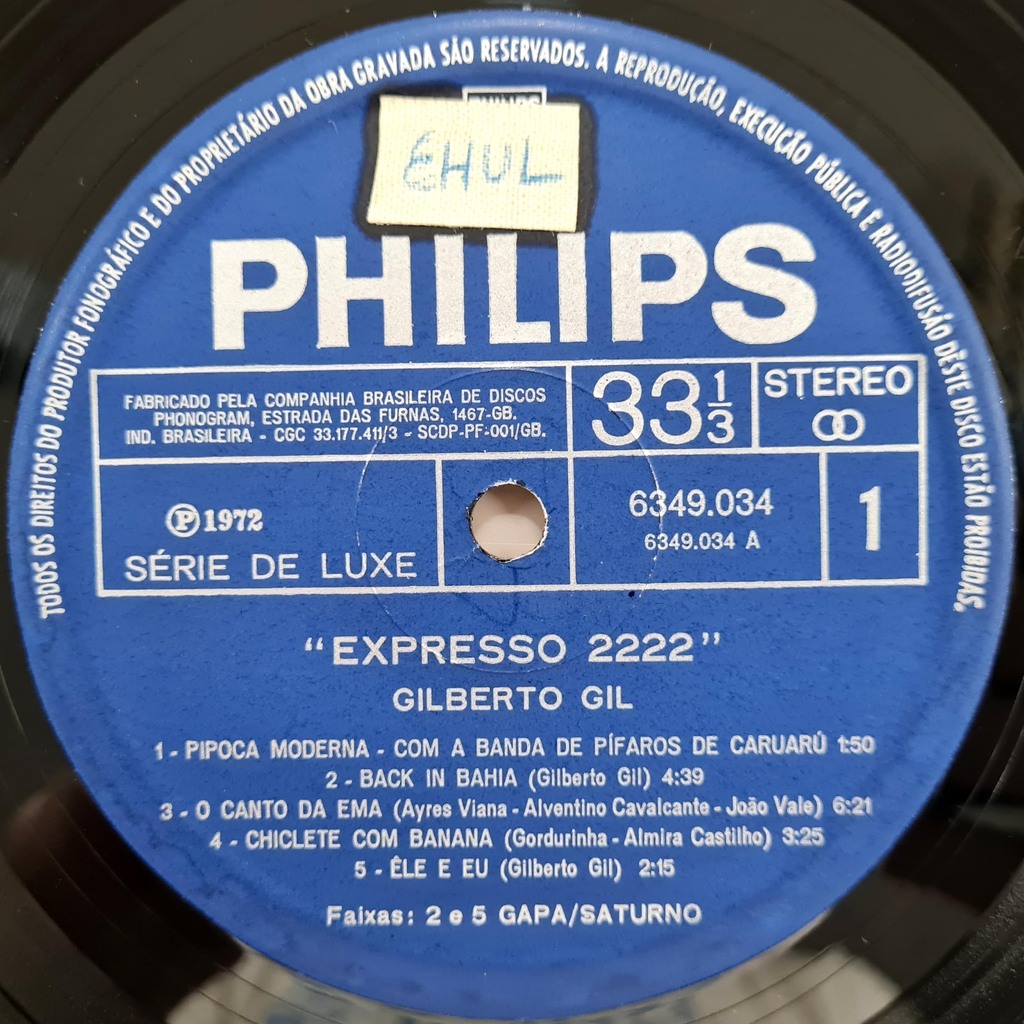 TODOS OS DIREITOS DO PRODUTOR FONOGRÁFICO E DO PROPRIETÁRIO DA OBRA GRAVADA SÃO RESERVADOS. A REPRODUÇÃO, EXECUÇÃO PÚBLICA E RADIODIFUSÃO DÊSTE DISCO ESTÃO PROIBIDAS.
PHILIPS
EHUL
PHILIPS
FABRICADO PELA COMPANHIA BRASILEIRA DE DISCOS
PHONOGRAM, ESTRADA DAS FURNAS, 1467-GB.
IND. BRASILEIRA - CGC 33.177.411/3 - SCDP-PF-001/GB.
33 1/3
STEREO
℗ 1972
SÉRIE DE LUXE
6349.034
6349.034 A
1
“EXPRESSO 2222”
GILBERTO GIL
1 - PIPOCA MODERNA - COM A BANDA DE PÍFAROS DE CARUARÚ 1:50
2 - BACK IN BAHIA (Gilberto Gil) 4:39
3 - O CANTO DA EMA (Ayres Viana - Alventino Cavalcante - João Vale) 6:21
4 - CHICLETE COM BANANA (Gordurinha - Almira Castilho) 3:25
5 - ÊLE E EU (Gilberto Gil) 2:15
Faixas: 2 e 5 GAPA/SATURNO